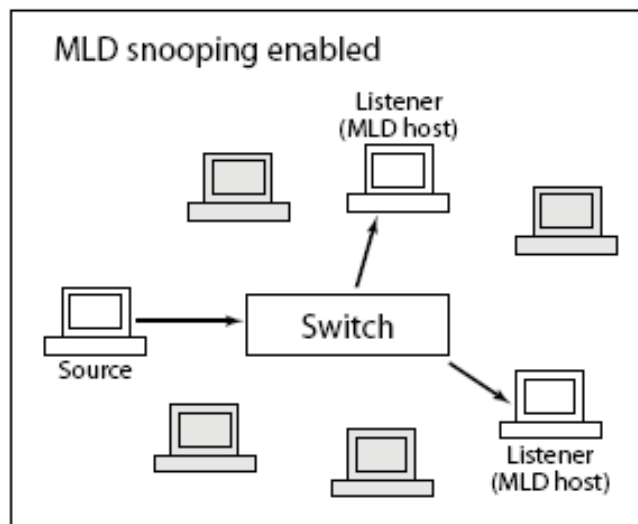 MLD snooping enabled
Listener
(MLD host)
Switch
Source
Listener
(MLD host)